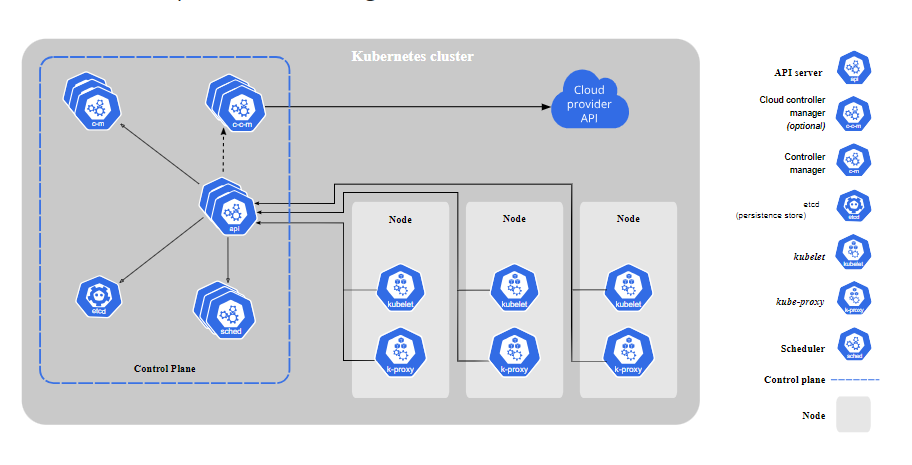 Kubernetes cluster
c-m
c-c-m
Cloud
provider
API
api
etcd
sched
Control Plane
Node
kubelet
k-proxy
Node
kubelet
k-proxy
Node
kubelet
k-proxy
API server
api
Cloud controller
manager
(optional)
c-c-m
Controller
manager
c-m
etcd
(persistence store)
etcd
kubelet
kubelet
kube-proxy
k-proxy
Scheduler
sched
Control plane
Node